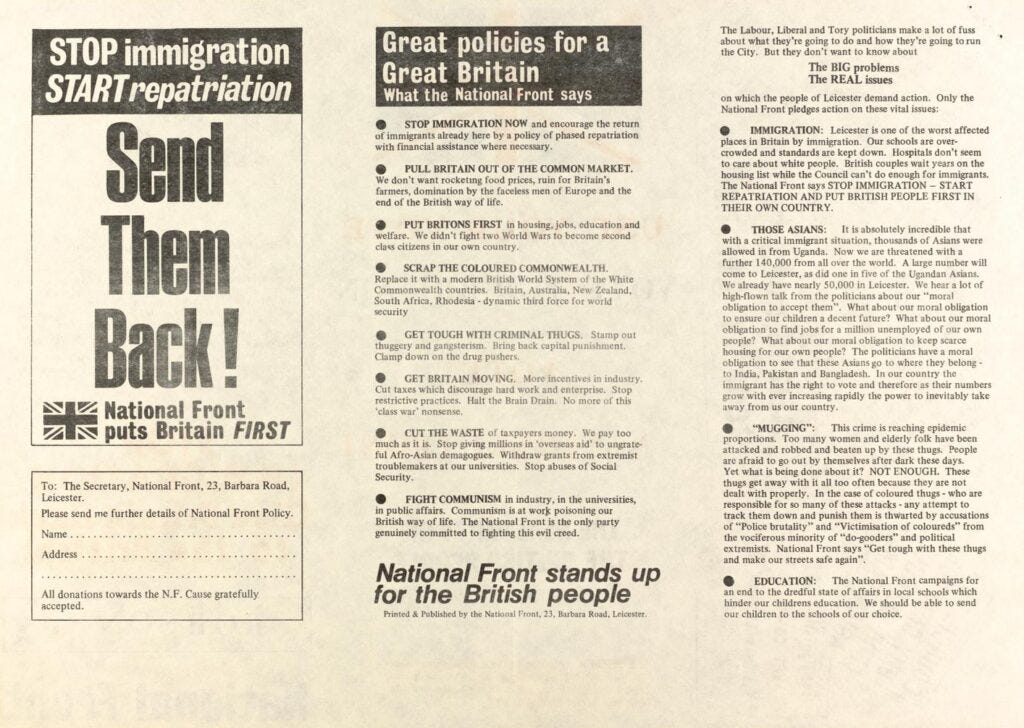 STOP immigration
START repatriation
Send
Them
Back!
National Front
puts Britain FIRST
To: The Secretary, National Front, 23, Barbara Road,
Leicester.
Please send me further details of National Front Policy.
Name . . . . . . . . . . . . . . . . . . . . . . . . . . . . . . . . . . .
Address . . . . . . . . . . . . . . . . . . . . . . . . . . . . . . . . .
. . . . . . . . . . . . . . . . . . . . . . . . . . . . . . . . . . . . . . . .
All donations towards the N.F. Cause gratefully
accepted.
Great policies for a
Great Britain
What the National Front says
● STOP IMMIGRATION NOW and encourage the return
of immigrants already here by a policy of phased repatriation
with financial assistance where necessary.
● PULL BRITAIN OUT OF THE COMMON MARKET.
We don't want rocketing food prices, ruin for Britain's
farmers, domination by the faceless men of Europe and the
end of the British way of life.
● PUT BRITONS FIRST in housing, jobs, education and
welfare. We didn't fight two World Wars to become second
class citizens in our own country.
● SCRAP THE COLOURED COMMONWEALTH.
Replace it with a modern British World System of the White
Commonwealth countries. Britain, Australia, New Zealand,
South Africa, Rhodesia - dynamic third force for world
security
● GET TOUGH WITH CRIMINAL THUGS. Stamp out
thuggery and gangsterism. Bring back capital punishment.
Clamp down on the drug pushers.
● GET BRITAIN MOVING. More incentives in industry.
Cut taxes which discourage hard work and enterprise. Stop
restrictive practices. Halt the Brain Drain. No more of this
'class war' nonsense.
● CUT THE WASTE of taxpayers money. We pay too
much as it is. Stop giving millions in 'overseas aid' to ungrate-
ful Afro-Asian demagogues. Withdraw grants from extremist
troublemakers at our universities. Stop abuses of Social
Security.
● FIGHT COMMUNISM in industry, in the universities,
in public affairs. Communism is at work poisoning our
British way of life. The National Front is the only party
genuinely committed to fighting this evil creed.
National Front stands up
for the British people
Printed & Published by the National Front, 23, Barbara Road, Leicester.
The Labour, Liberal and Tory politicians make a lot of fuss
about what they're going to do and how they're going to run
the City. But they don't want to know about
The BIG problems
The REAL issues
on which the people of Leicester demand action. Only the
National Front pledges action on these vital issues:
● IMMIGRATION: Leicester is one of the worst affected
places in Britain by immigration. Our schools are over-
crowded and standards are kept down. Hospitals don't seem
to care about white people. British couples wait years on the
housing list while the Council can't do enough for immigrants.
The National Front says STOP IMMIGRATION – START
REPATRIATION AND PUT BRITISH PEOPLE FIRST IN
THEIR OWN COUNTRY.
● THOSE ASIANS: It is absolutely incredible that
with a critical immigrant situation, thousands of Asians were
allowed in from Uganda. Now we are threatened with a
further 140,000 from all over the world. A large number will
come to Leicester, as did one in five of the Ugandan Asians.
We already have nearly 50,000 in Leicester. We hear a lot of
high-flown talk from the politicians about our "moral
obligation to accept them". What about our moral obligation
to ensure our children a decent future? What about our moral
obligation to find jobs for a million unemployed of our own
people? What about our moral obligation to keep scarce
housing for our own people? The politicians have a moral
obligation to see that these Asians go to where they belong -
to India, Pakistan and Bangladesh. In our country the
immigrant has the right to vote and therefore as their numbers
grow with ever increasing rapidly the power to inevitably take
away from us our country.
● "MUGGING": This crime is reaching epidemic
proportions. Too many women and elderly folk have been
attacked and robbed and beaten up by these thugs. People
are afraid to go out by themselves after dark these days.
Yet what is being done about it? NOT ENOUGH. These
thugs get away with it all too often because they are not
dealt with properly. In the case of coloured thugs - who are
responsible for so many of these attacks - any attempt to
track them down and punish them is thwarted by accusations
of "Police brutality" and "Victimisation of coloureds" from
the vociferous minority of "do-gooders" and political
extremists. National Front says "Get tough with these thugs
and make our streets safe again".
● EDUCATION: The National Front campaigns for
an end to the dredful state of affairs in local schools which
hinder our childrens education. We should be able to send
our children to the schools of our choice.